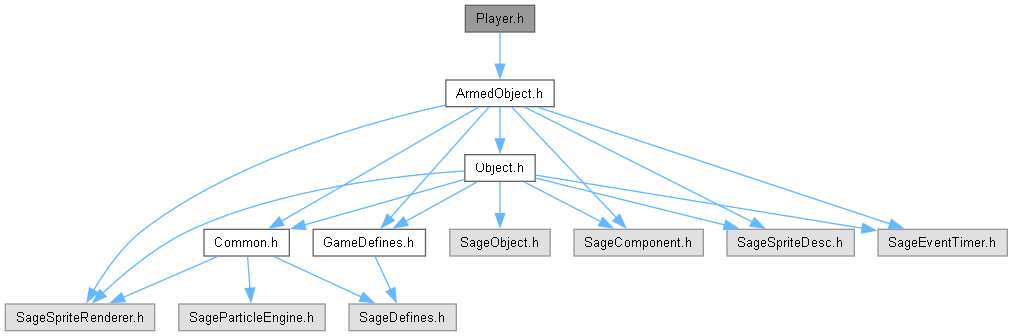 Player.h
ArmedObject.h
Object.h
Common.h
GameDefines.h
SageObject.h
SageComponent.h
SageSpriteDesc.h
SageEventTimer.h
SageSpriteRenderer.h
SageParticleEngine.h
SageDefines.h